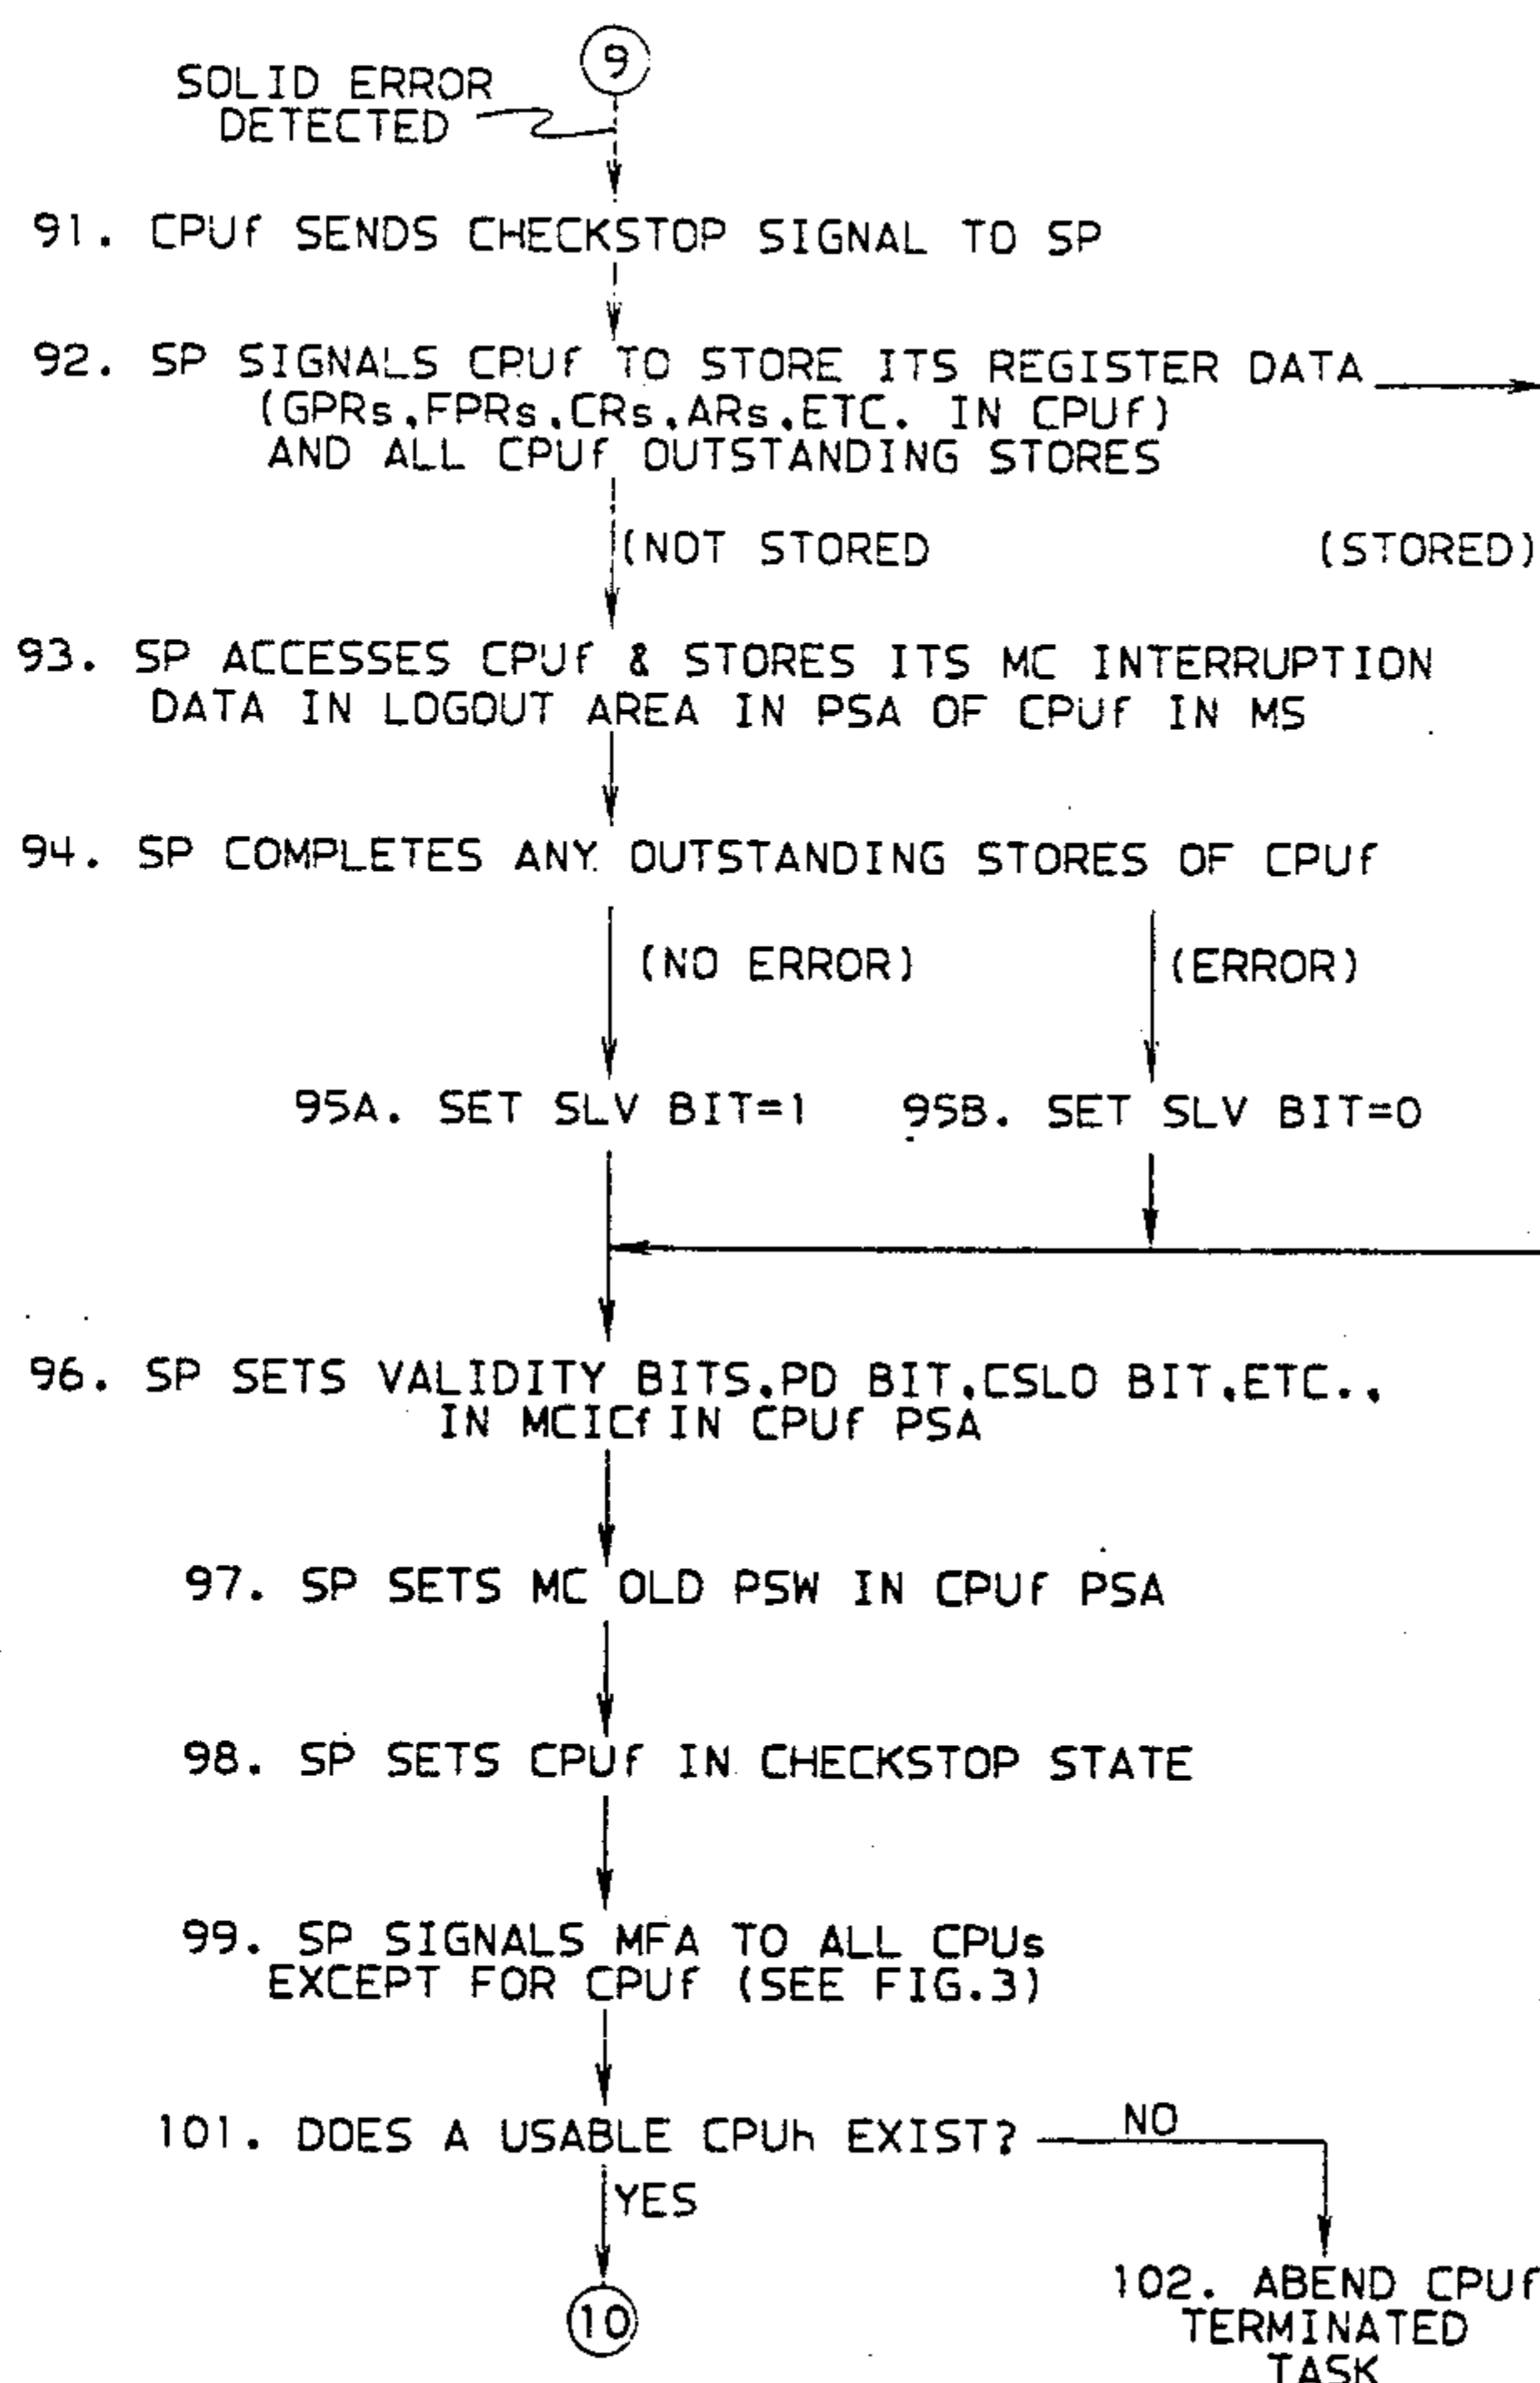 9
SOLID ERROR
DETECTED
91. CPUf SENDS CHECKSTOP SIGNAL TO SP
92. SP SIGNALS CPUf TO STORE ITS REGISTER DATA
(GPRs,FPRs,CRs,ARs,ETC. IN CPUf)
AND ALL CPUf OUTSTANDING STORES
(NOT STORED
(STORED)
93. SP ACCESSES CPUf & STORES ITS MC INTERRUPTION
DATA IN LOGOUT AREA IN PSA OF CPUf IN MS
94. SP COMPLETES ANY OUTSTANDING STORES OF CPUf
(NO ERROR)
(ERROR)
95A. SET SLV BIT=1
95B. SET SLV BIT=0
96. SP SETS VALIDITY BITS,PD BIT,CSLO BIT,ETC.,
IN MCICf IN CPUf PSA
97. SP SETS MC OLD PSW IN CPUf PSA
98. SP SETS CPUf IN CHECKSTOP STATE
99. SP SIGNALS MFA TO ALL CPUs
EXCEPT FOR CPUf (SEE FIG.3)
101. DOES A USABLE CPUh EXIST?
NO
YES
10
102. ABEND CPUf
TERMINATED
TASK